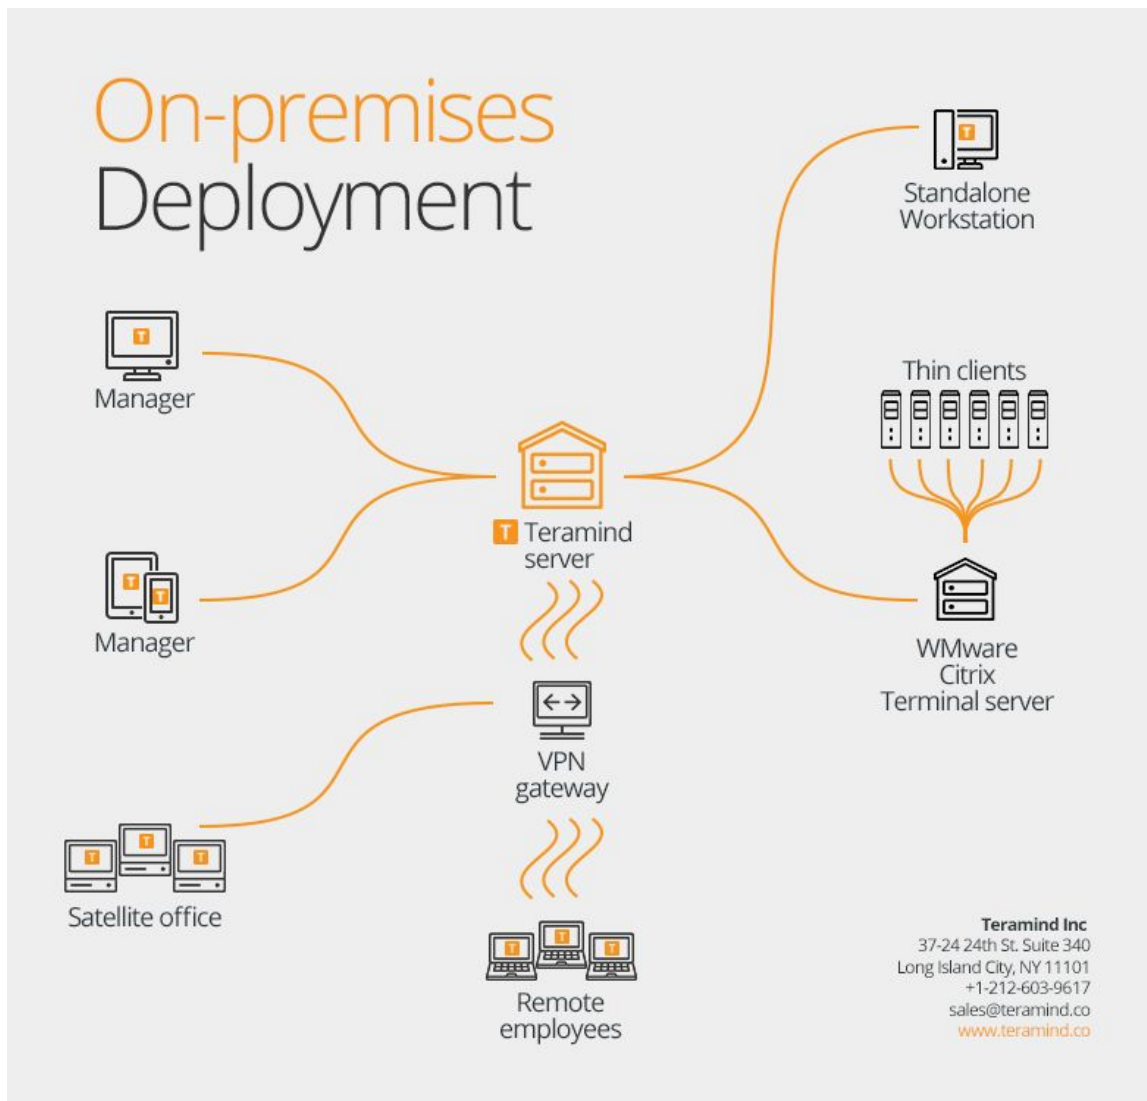 On-premises
Deployment
T
Standalone
Workstation
T
Manager
Thin clients
T Teramind
server
T
T
Manager
WMware
Citrix
Terminal server
VPN
gateway
T
T
T
Satellite office
T
T
T
Remote
employees
Teramind Inc
37-24 24th St. Suite 340
Long Island City, NY 11101
+1-212-603-9617
sales@teramind.co
www.teramind.co